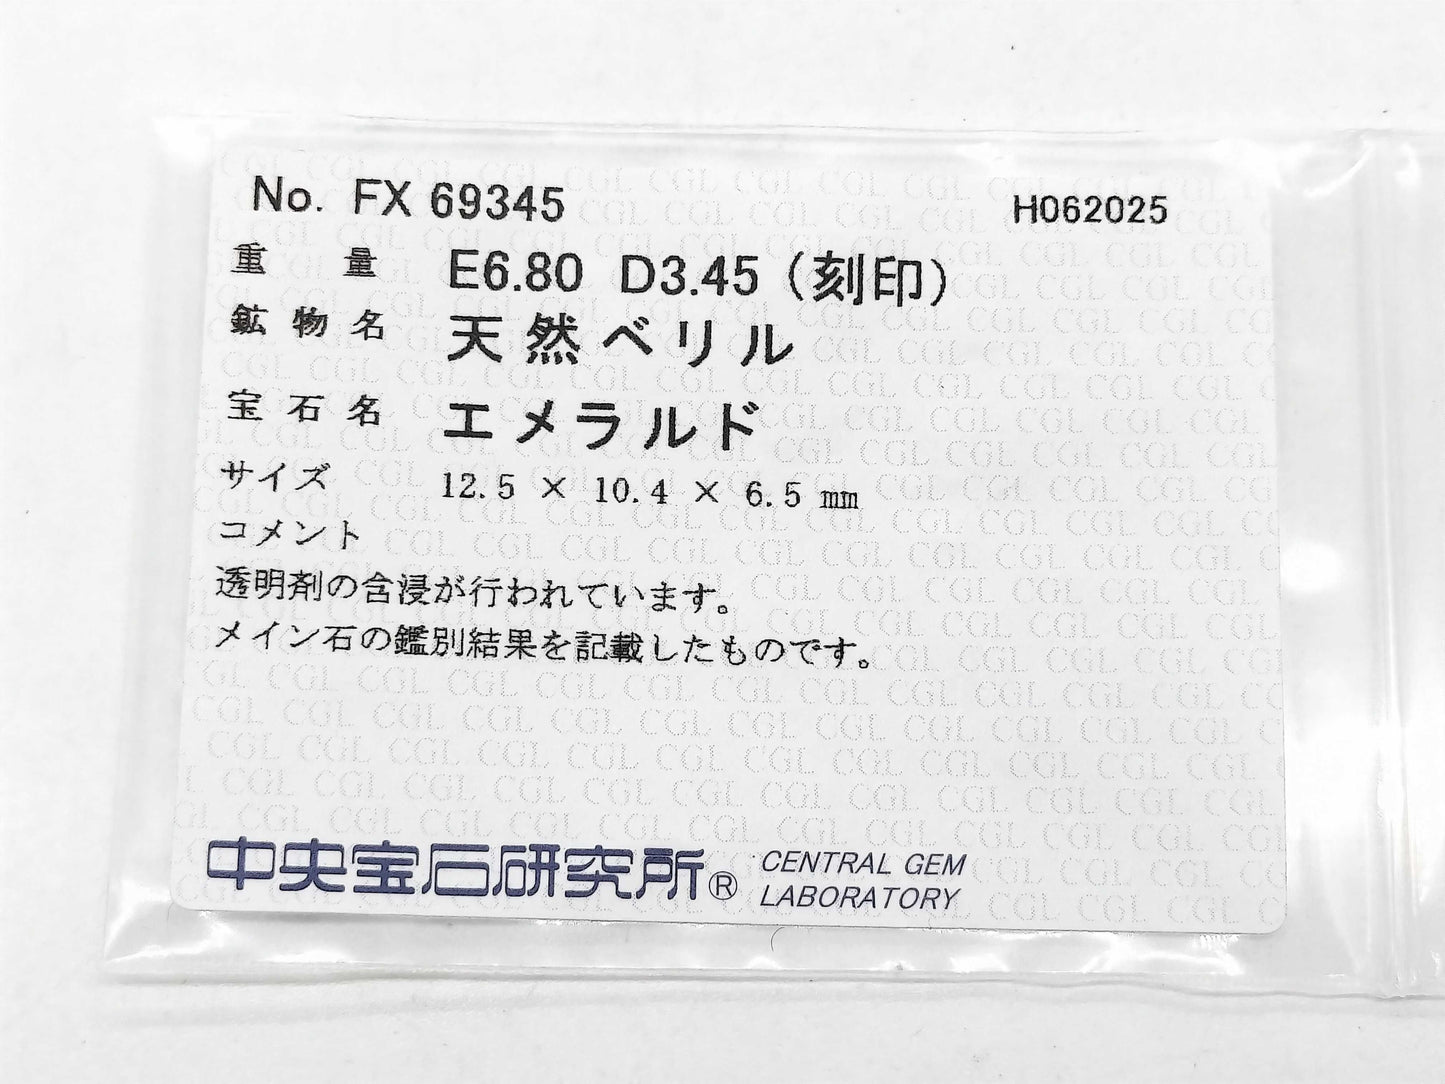 No. FX 69345 H062025
重量 E6.80 D3.45 (刻印)
鉱物名 天然ベリル
宝石名 エメラルド
サイズ 12.5 × 10.4 × 6.5 mm
コメント
透明剤の含浸が行われています。
メイン石の鑑別結果を記載したものです。
中央宝石研究所® CENTRAL GEM
LABORATORY